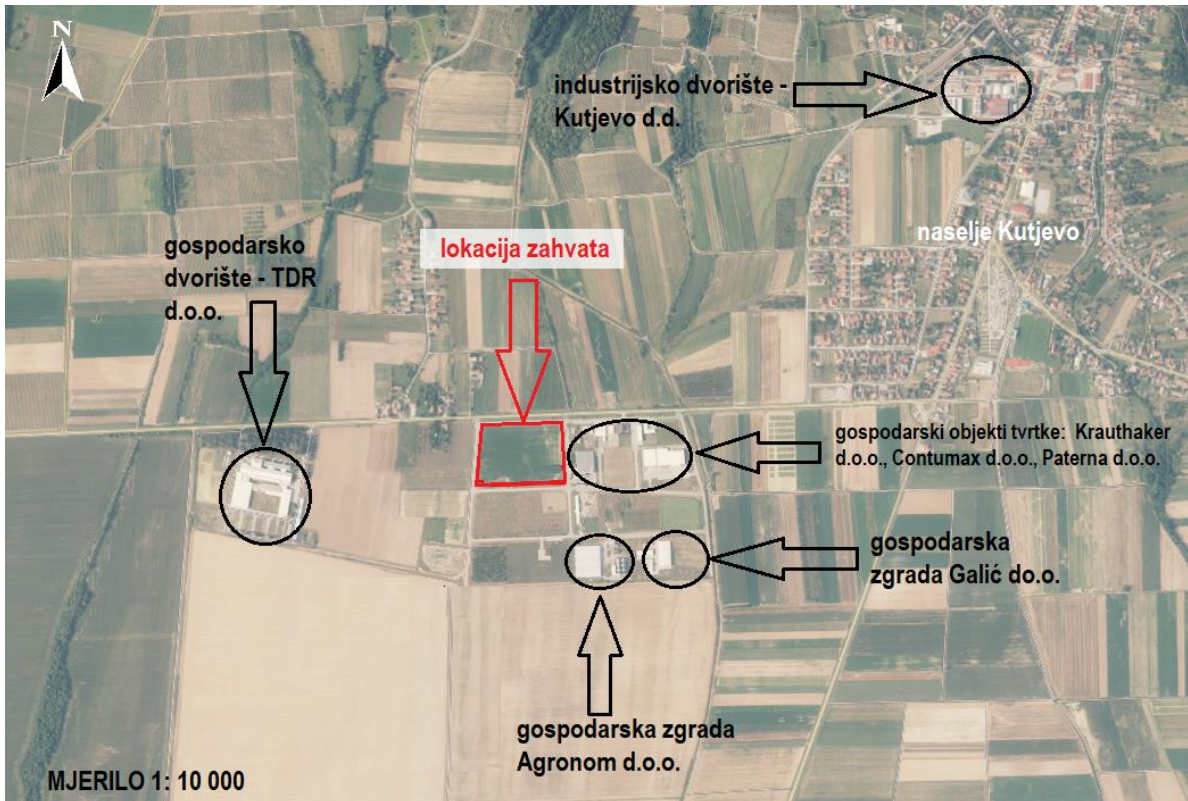 N
industrijsko dvorište -
Kutjevo d.d.
naselje Kutjevo
gospodarsko
dvorište - TDR
d.o.o.
lokacija zahvata
gospodarski objekti tvrtke: Krauthaker
d.o.o., Contumax d.o.o., Paterna d.o.o.
gospodarska
zgrada Galić do.o.
gospodarska zgrada
Agronom d.o.o.
MJERILO 1: 10 000